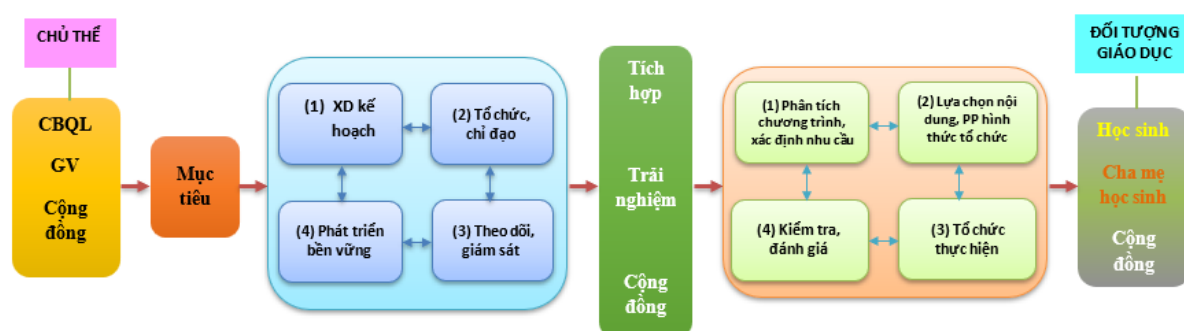 CHỦ THỂ
CBQL
GV
Cộng
đồng
Mục
tiêu
(1) XD kế
hoạch
(2) Tổ chức,
chỉ đạo
(4) Phát triển
bền vững
(3) Theo dõi,
giám sát
Tích
hợp
Trải
nghiệm
Cộng
đồng
(1) Phân tích
chương trình,
xác định nhu cầu
(2) Lựa chọn nội
dung, PP hình
thức tổ chức
(4) Kiểm tra,
đánh giá
(3) Tổ chức
thực hiện
ĐỐI TƯỢNG
GIÁO DỤC
Học sinh
Cha mẹ
học sinh
Cộng
đồng